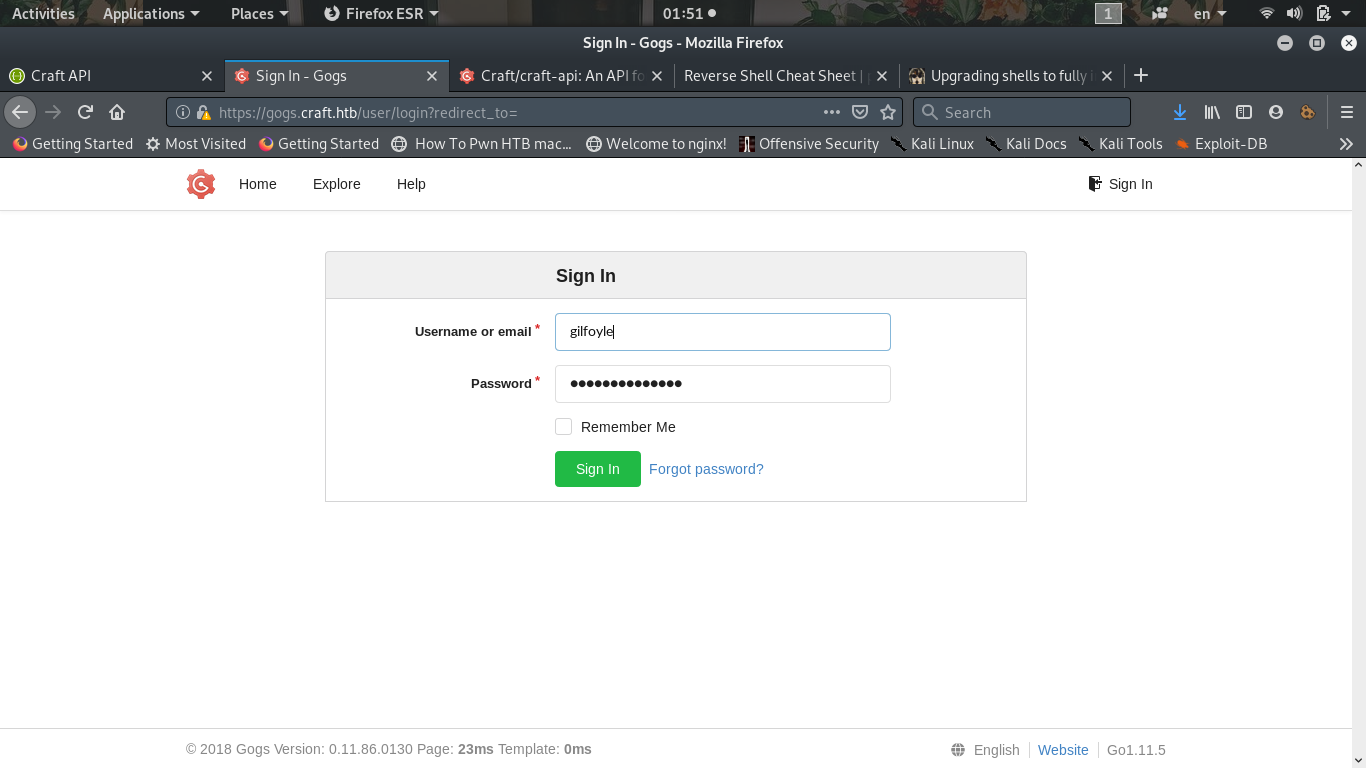 Activities Applications Places Firefox ESR 01:51 1 en
Sign In - Gogs - Mozilla Firefox
Craft API Sign In - Gogs Craft/craft-api: An API fo Reverse Shell Cheat Sheet | Upgrading shells to fully
https://gogs.craft.htb/user/login?redirect_to= Search
Getting Started Most Visited Getting Started How To Pwn HTB mac... Welcome to nginx! Offensive Security Kali Linux Kali Docs Kali Tools Exploit-DB
Home Explore Help Sign In
Sign In
Username or email * gilfoyle
Password * ••••••••••••••
Remember Me
Sign In Forgot password?
© 2018 Gogs Version: 0.11.86.0130 Page: 23ms Template: 0ms English Website Go1.11.5